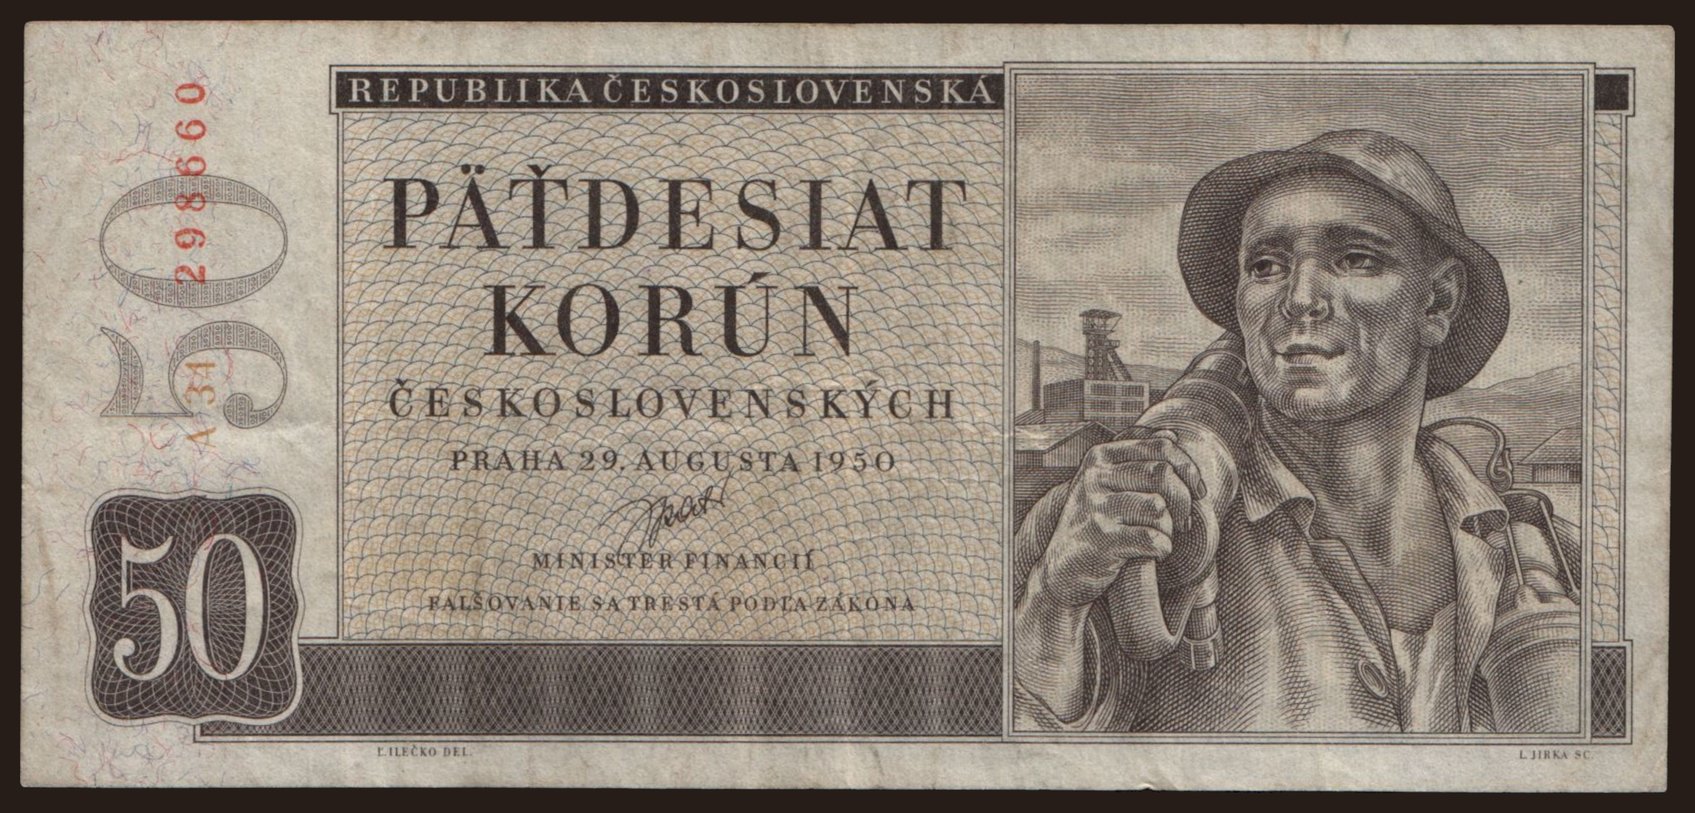 REPUBLIKA ČESKOSLOVENSKÁ
PÄŤDESIAT
KORÚN
ČESKOSLOVENSKÝCH
PRAHA 29. AUGUSTA 1950
MINISTER FINANCIÍ
FALŠOVANIE SA TRESTÁ PODĽA ZÁKONA
50
A 34 298660
50
Ľ. ILEČKO DEL.
L. JIRKA SC.